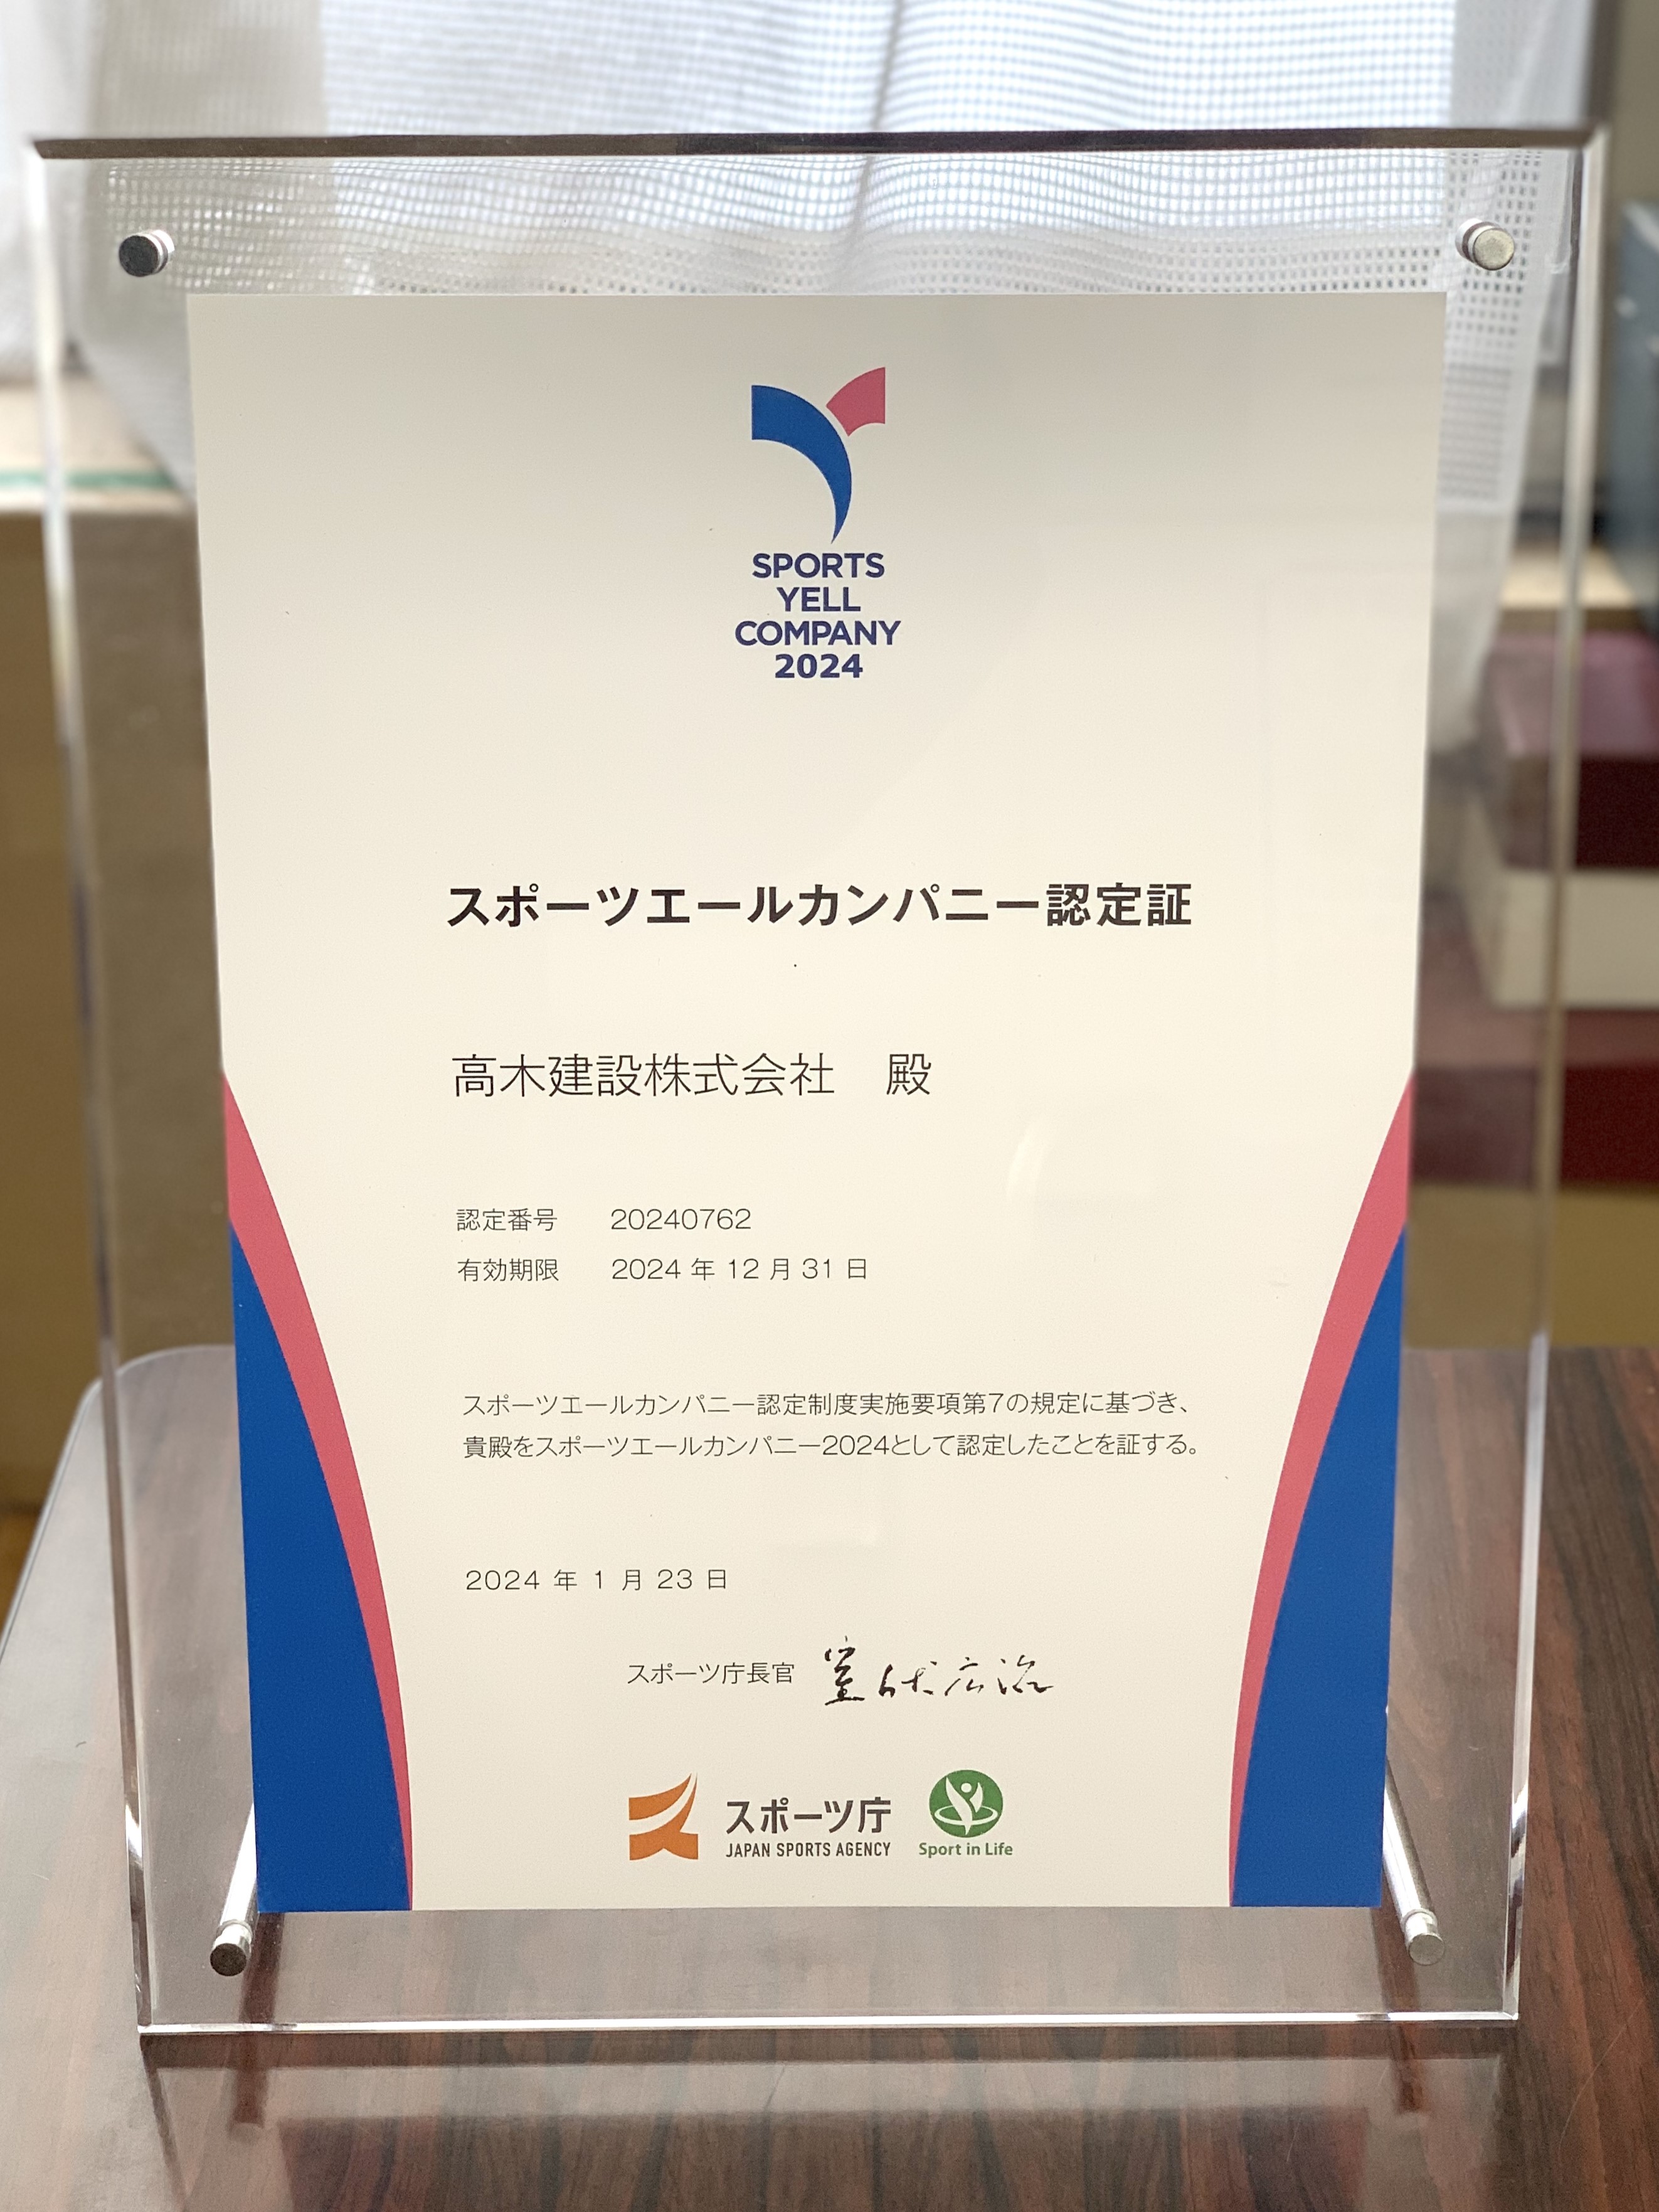 SPORTS
YELL
COMPANY
2024
スポーツエールカンパニー認定証
高木建設株式会社　殿
認定番号　20240762
有効期限　2024 年 12 月 31 日
スポーツエールカンパニー認定制度実施要項第7の規定に基づき、
貴殿をスポーツエールカンパニー2024として認定したことを証する。
2024 年 1 月 23 日
スポーツ庁長官　室伏広治
スポーツ庁
JAPAN SPORTS AGENCY
Sport in Life